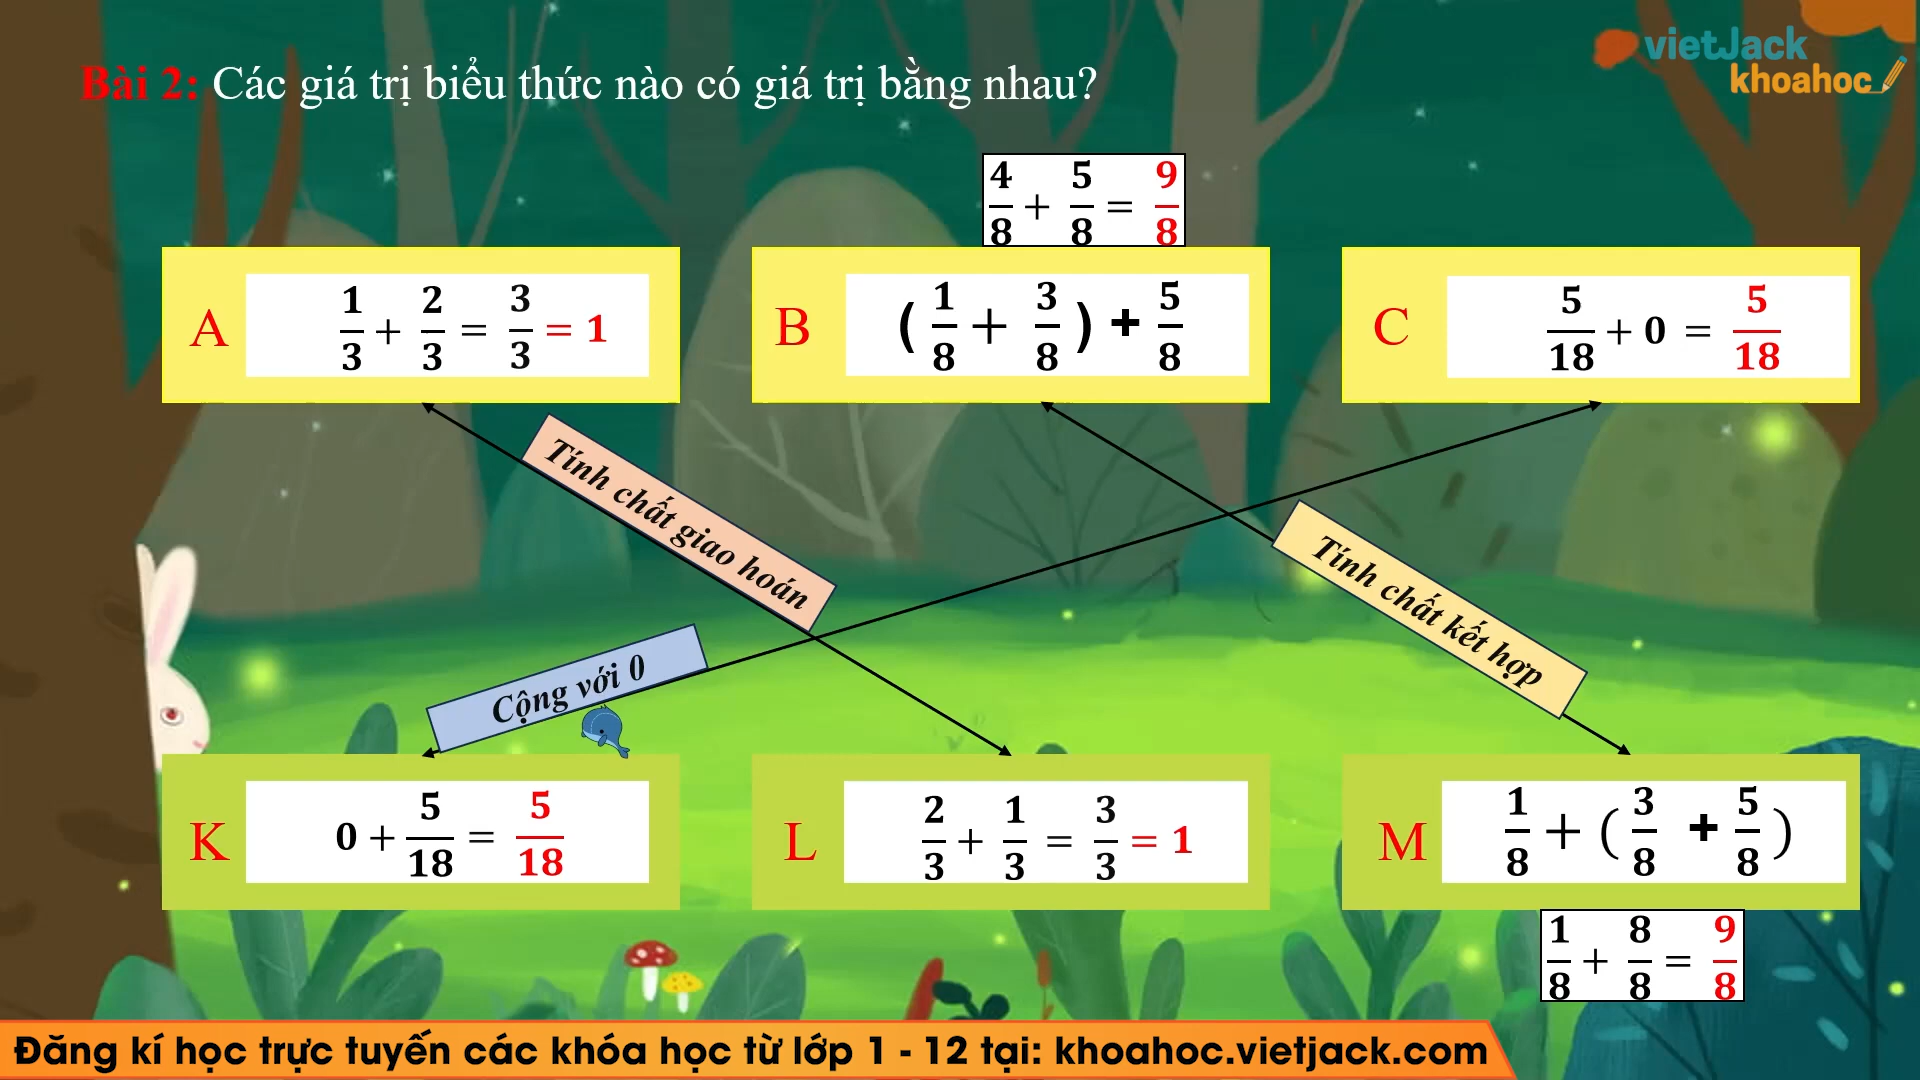 vietJack
khoahoc
Bài 2: Các giá trị biểu thức nào có giá trị bằng nhau?
4/8 + 5/8 = 9/8
A 1/3 + 2/3 = 3/3 = 1
B (1/8 + 3/8) + 5/8
C 5/18 + 0 = 5/18
Tính chất giao hoán
Tính chất kết hợp
Cộng với 0
K 0 + 5/18 = 5/18
L 2/3 + 1/3 = 3/3 = 1
M 1/8 + (3/8 + 5/8)
1/8 + 8/8 = 9/8
Đăng kí học trực tuyến các khóa học từ lớp 1 - 12 tại: khoahoc.vietjack.com